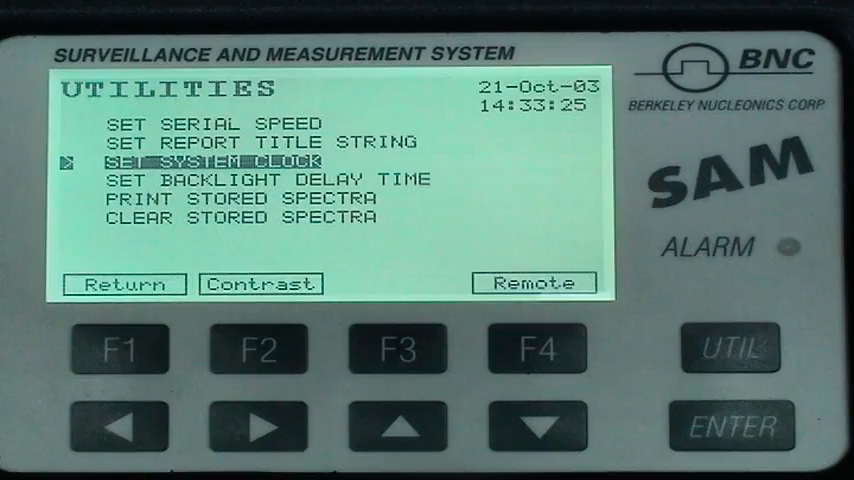 SURVEILLANCE AND MEASUREMENT SYSTEM
BNC
BERKELEY NUCLEONICS CORP.
UTILITIES
21-Oct-03
14:33:25
SET SERIAL SPEED
SET REPORT TITLE STRING
SET SYSTEM CLOCK
SET BACKLIGHT DELAY TIME
PRINT STORED SPECTRA
CLEAR STORED SPECTRA
SAM
ALARM
Return Contrast Remote
F1 F2 F3 F4 UTIL
ENTER